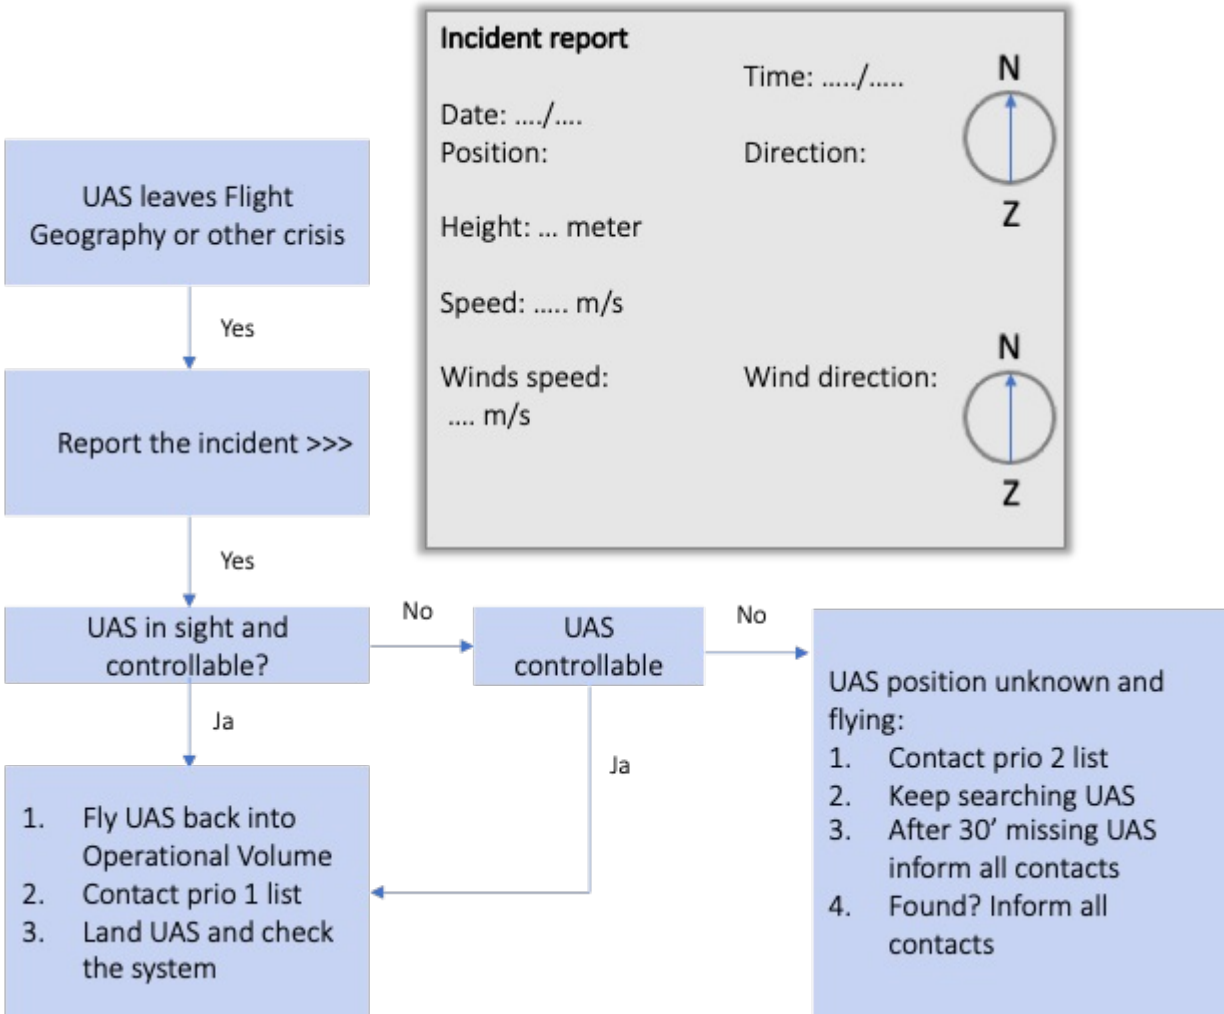 Incident report
Time: ...../.....
N
Date: ..../....
Position:
Direction:
Z
Height: ... meter
Speed: ..... m/s
N
Winds speed:
Wind direction:
.... m/s
Z
UAS leaves Flight
Geography or other crisis
Yes
Report the incident >>>
Yes
UAS in sight and
controllable?
No
UAS
controllable
No
Ja
Ja
1. Fly UAS back into
Operational Volume
2. Contact prio 1 list
3. Land UAS and check
the system
UAS position unknown and
flying:
1. Contact prio 2 list
2. Keep searching UAS
3. After 30’ missing UAS
inform all contacts
4. Found? Inform all
contacts